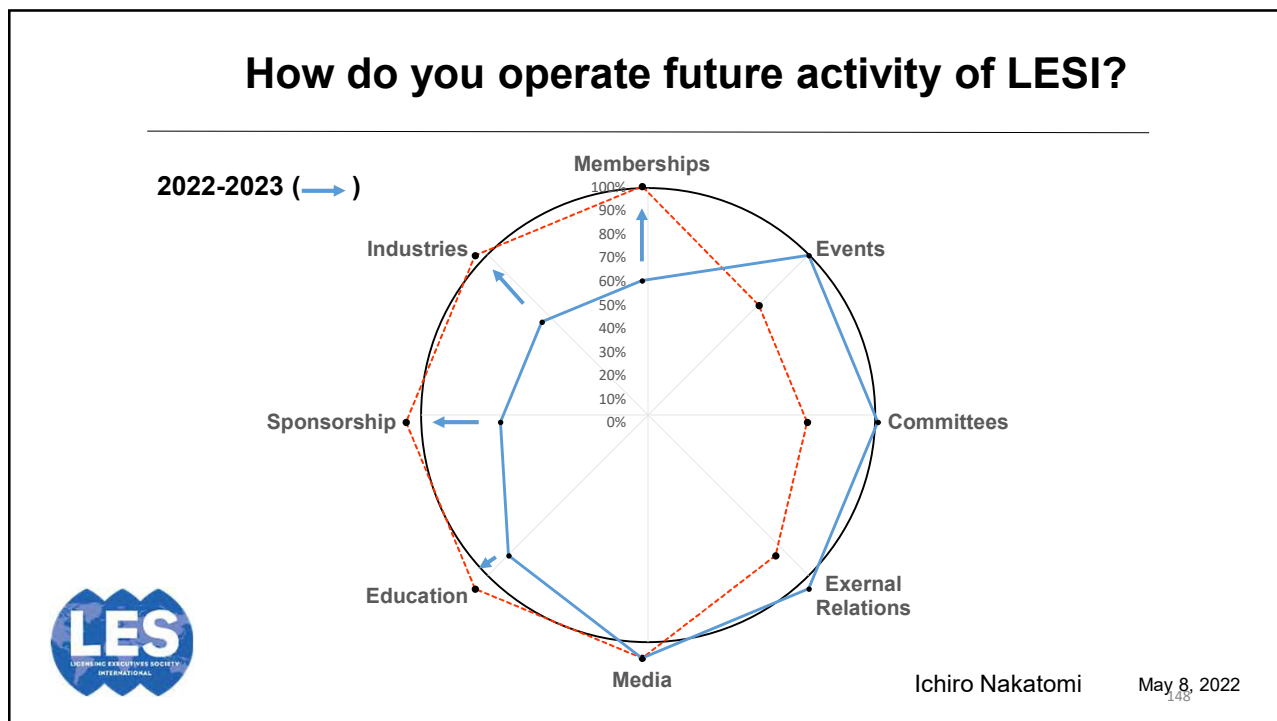 How do you operate future activity of LESI?
2022-2023 ( )
Memberships
100%
90%
80%
70%
60%
50%
40%
30%
20%
10%
0%
Industries
Events
Sponsorship
Committees
Education
Exernal
Relations
Media
LES
LICENSING EXECUTIVES SOCIETY
INTERNATIONAL
Ichiro Nakatomi
May 8, 2022
148